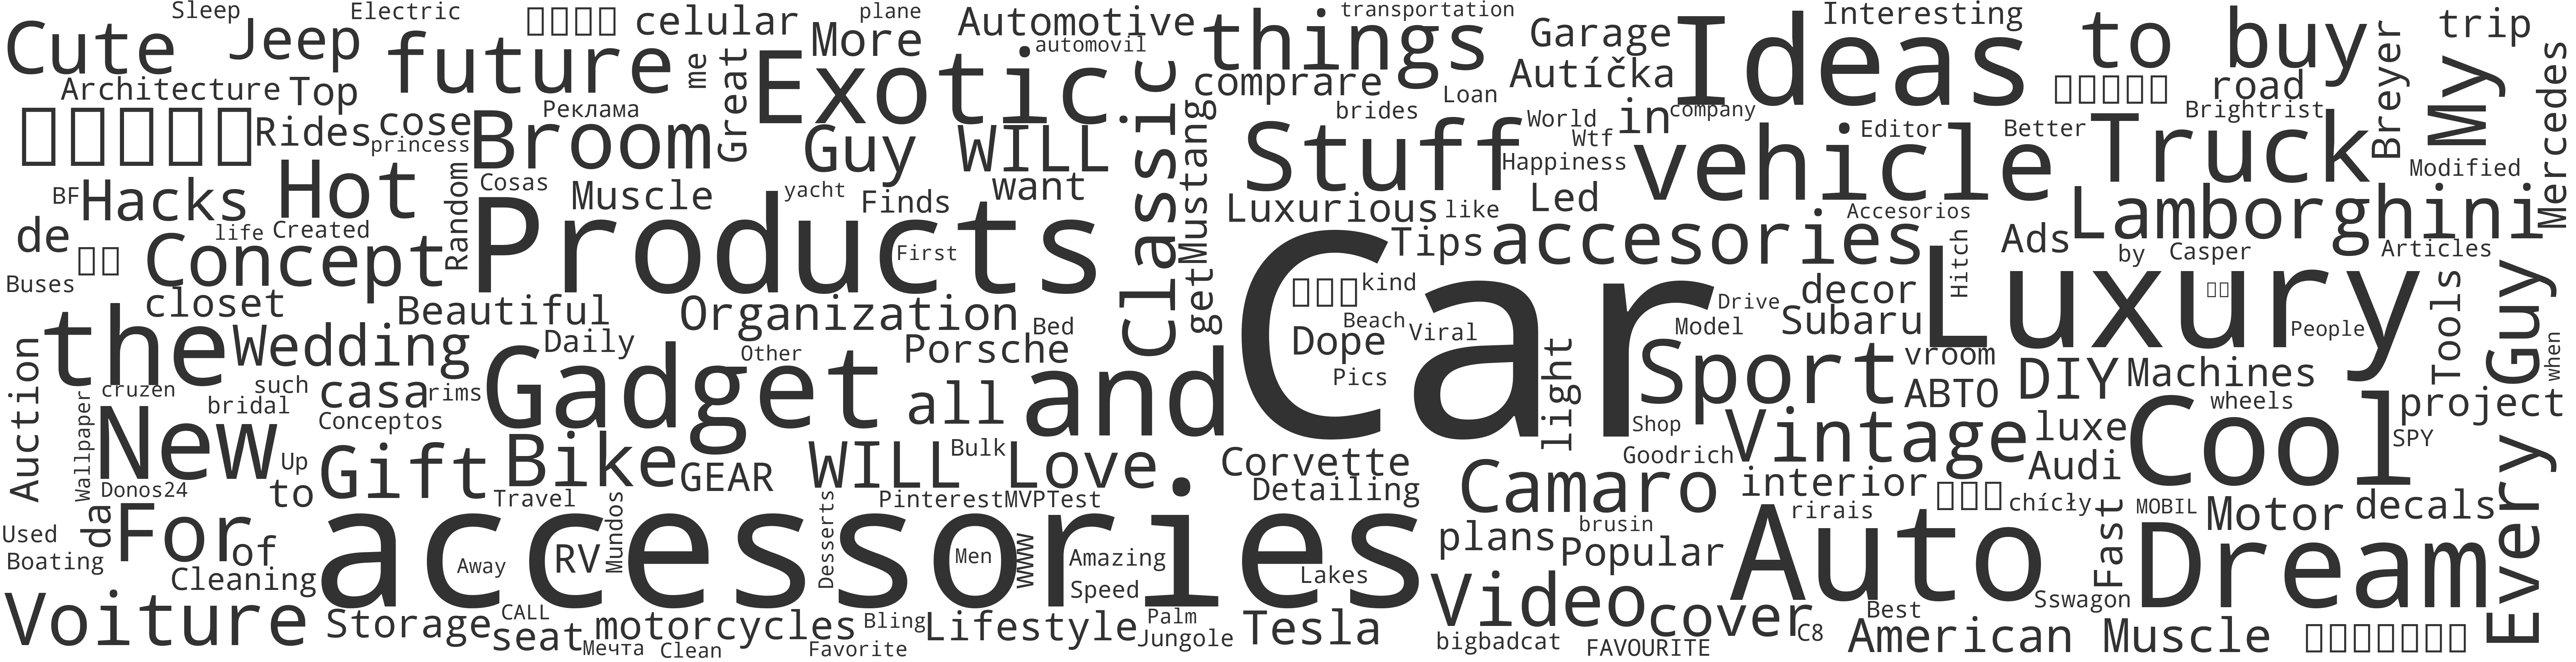 Sleep
Electric
celular
plane
Automotive
transportation
Interesting
Cute
Jeep
future
me
Great
More
automovil
things
Garage
Ideas
to buy
Breyer
My
trip
Mercedes
Architecture
Top
Exotic
classic
comprare
Autíčka
road
Реклама
Mustang
brides
Loan
World
in
company
Brightrist
Rides
cose
princess
Broom
Guy
WILL
Stuff
Wtf
Happiness
vehicle
Editor
Better
Truck
Modified
BF
Hacks
Hot
Random
Cosas
Muscle
yacht
Finds
want
Luxurious
like
Led
Accesorios
Lamborghini
de
life
Created
Concept
Products
First
get
Tips
accesories
Hitch
Ads
by
Casper
Articles
Buses
closet
Beautiful
Organization
Car
kind
Drive
decor
Luxury
Tools
Every Guy
the
Wedding
Daily
Other
Porsche
Bed
Dope
Beach
Viral
Model
Subaru
People
when
Auction
cruzen
such
bridal
casa
rims
Conceptos
Gadget
all
and
Pics
light
Sport
vroom
АВТО
DIY
Machines
wheels
project
Wallpaper
New
Up
to
Gift
Bike
GEAR
WILL
Bulk
Love
Corvette
Shop
Goodrich
Vintage
luxe
Audi
Cool
SPY
Donos24
Travel
PinterestMVPTest
Detailing
Camaro
interior
chícły
MOBIL
Motor
decals
Used
da
For
of
accessories
Mundos
Desserts
www
plans
brusin
Popular
rirais
Auto
Fast
Dream
Boating
Cleaning
Away
RV
Men
Amazing
Speed
Lakes
Voiture
Storage
CALL
seat
motorcycles
Bling
Lifestyle
Palm
Jungole
Tesla
Video
cover
C8
Best
Sswagon
American Muscle
Мечта
Clean
Favorite
bigbadcat
FAVOURITE